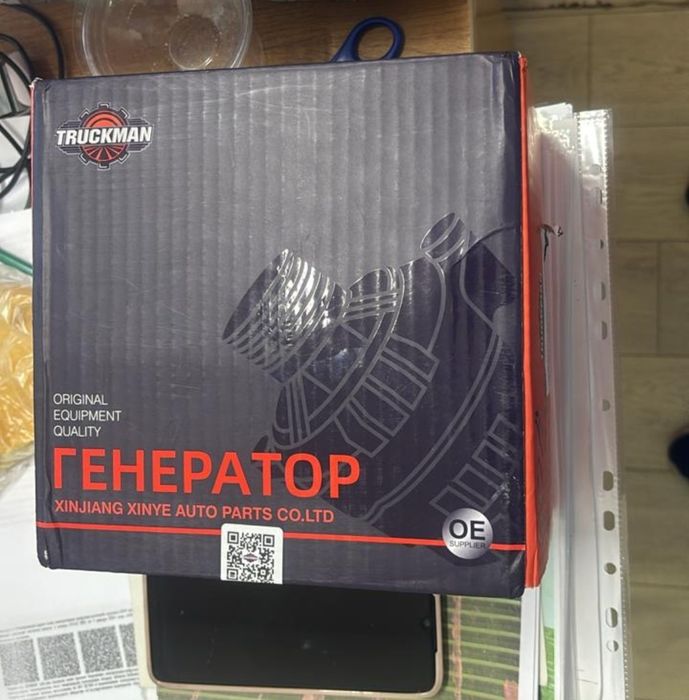 TRUCKMAN
ORIGINAL
EQUIPMENT
QUALITY
ГЕНЕРАТОР
XINJIANG XINYE AUTO PARTS CO.LTD
OE
SUPPLIER